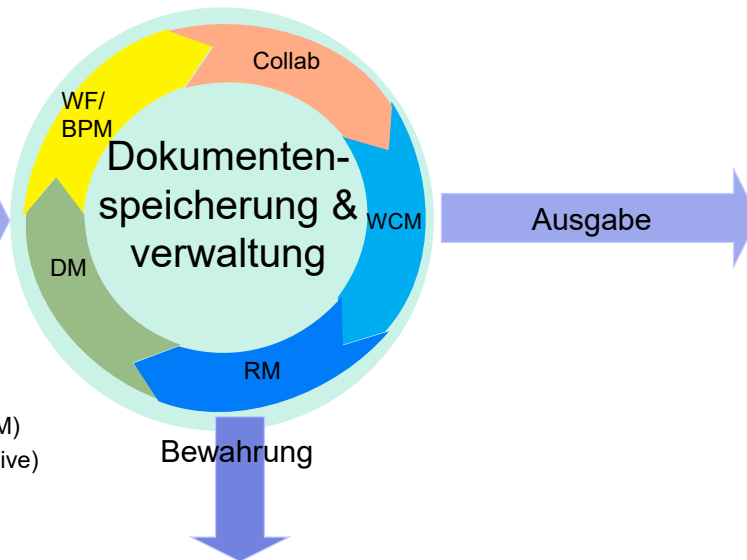 Collab
WF/
BPM
Dokumenten-
speicherung &
verwaltung
WCM
Ausgabe
DM
RM
M)
ive)
Bewahrung